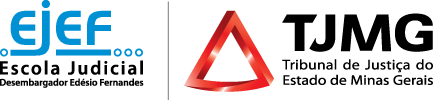 EJEF
Escola Judicial
Desembargador Edésio Fernandes
TJMG
Tribunal de Justiça do
Estado de Minas Gerais